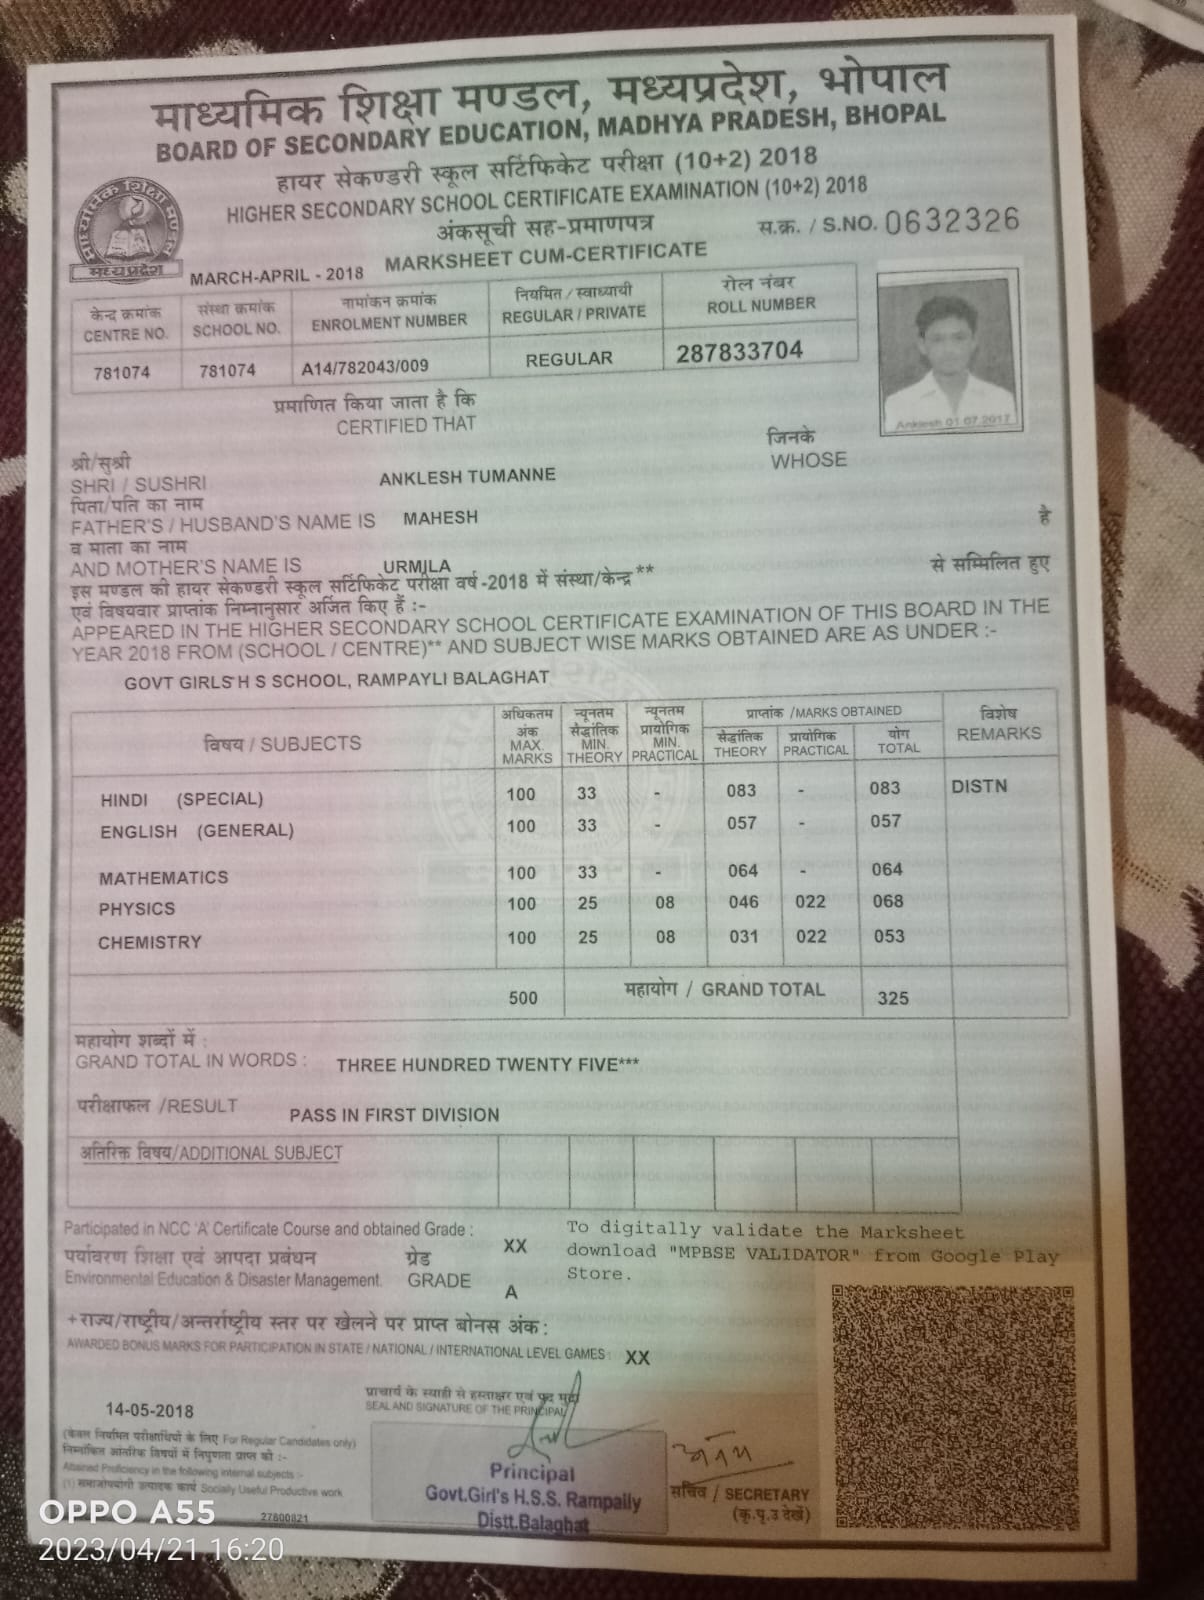 माध्यमिक शिक्षा मण्डल, मध्यप्रदेश, भोपाल
BOARD OF SECONDARY EDUCATION, MADHYA PRADESH, BHOPAL
हायर सेकण्डरी स्कूल सर्टिफिकेट परीक्षा (10+2) 2018
HIGHER SECONDARY SCHOOL CERTIFICATE EXAMINATION (10+2) 2018
अंकसूची सह-प्रमाणपत्र स.क्र. / S.NO. 0632326
MARKSHEET CUM-CERTIFICATE
माध्यमिक शिक्षा मण्डल
मध्यप्रदेश
MARCH-APRIL - 2018
केन्द्र क्रमांक संस्था क्रमांक नामांकन क्रमांक नियमित / स्वाध्यायी रोल नंबर
CENTRE NO. SCHOOL NO. ENROLMENT NUMBER REGULAR / PRIVATE ROLL NUMBER
781074 781074 A14/782043/009 REGULAR 287833704
Anklesh 01.07.2017
प्रमाणित किया जाता है कि
CERTIFIED THAT
जिनके
WHOSE
श्री/सुश्री
SHRI / SUSHRI ANKLESH TUMANNE
पिता/पति का नाम
FATHER'S / HUSBAND'S NAME IS MAHESH है
व माता का नाम
AND MOTHER'S NAME IS URMILA
इस मण्डल की हायर सेकण्डरी स्कूल सर्टिफिकेट परीक्षा वर्ष-2018 में संस्था/केन्द्र** से सम्मिलित हुए
एवं विषयवार प्राप्तांक निम्नानुसार अर्जित किए हैं :-
APPEARED IN THE HIGHER SECONDARY SCHOOL CERTIFICATE EXAMINATION OF THIS BOARD IN THE
YEAR 2018 FROM (SCHOOL / CENTRE)** AND SUBJECT WISE MARKS OBTAINED ARE AS UNDER :-
GOVT GIRLS H S SCHOOL, RAMPAYLI BALAGHAT
विषय / SUBJECTS
अधिकतम अंक MAX. MARKS
न्यूनतम सैद्धांतिक MIN. THEORY
न्यूनतम प्रायोगिक MIN. PRACTICAL
प्राप्तांक /MARKS OBTAINED
सैद्धांतिक THEORY
प्रायोगिक PRACTICAL
योग TOTAL
विशेष REMARKS
HINDI (SPECIAL) 100 33 - 083 - 083 DISTN
ENGLISH (GENERAL) 100 33 - 057 - 057
MATHEMATICS 100 33 - 064 - 064
PHYSICS 100 25 08 046 022 068
CHEMISTRY 100 25 08 031 022 053
500 महायोग / GRAND TOTAL 325
महायोग शब्दों में :
GRAND TOTAL IN WORDS : THREE HUNDRED TWENTY FIVE***
परीक्षाफल /RESULT PASS IN FIRST DIVISION
अतिरिक्त विषय/ADDITIONAL SUBJECT
Participated in NCC 'A' Certificate Course and obtained Grade : XX
पर्यावरण शिक्षा एवं आपदा प्रबंधन ग्रेड
Environmental Education & Disaster Management. GRADE A
To digitally validate the Marksheet
download "MPBSE VALIDATOR" from Google Play
Store.
+राज्य/राष्ट्रीय/अन्तर्राष्ट्रीय स्तर पर खेलने पर प्राप्त बोनस अंक :
AWARDED BONUS MARKS FOR PARTICIPATION IN STATE / NATIONAL / INTERNATIONAL LEVEL GAMES : XX
प्राचार्य के स्याही से हस्ताक्षर एवं पद मुद्रा
SEAL AND SIGNATURE OF THE PRINCIPAL
14-05-2018
(केवल नियमित परीक्षार्थियों के लिए For Regular Candidates only)
निम्नांकित आंतरिक विषयों में निपुणता प्राप्त की :-
Attained Proficiency in the following internal subjects :-
(1) समाजोपयोगी उत्पादक कार्य Socially Useful Productive work
27800821
Principal
Govt.Girl's H.S.S. Rampaily
Distt.Balaghat
सचिव / SECRETARY
(कृ.पृ.उ देखें)
OPPO A55
2023/04/21 16:20